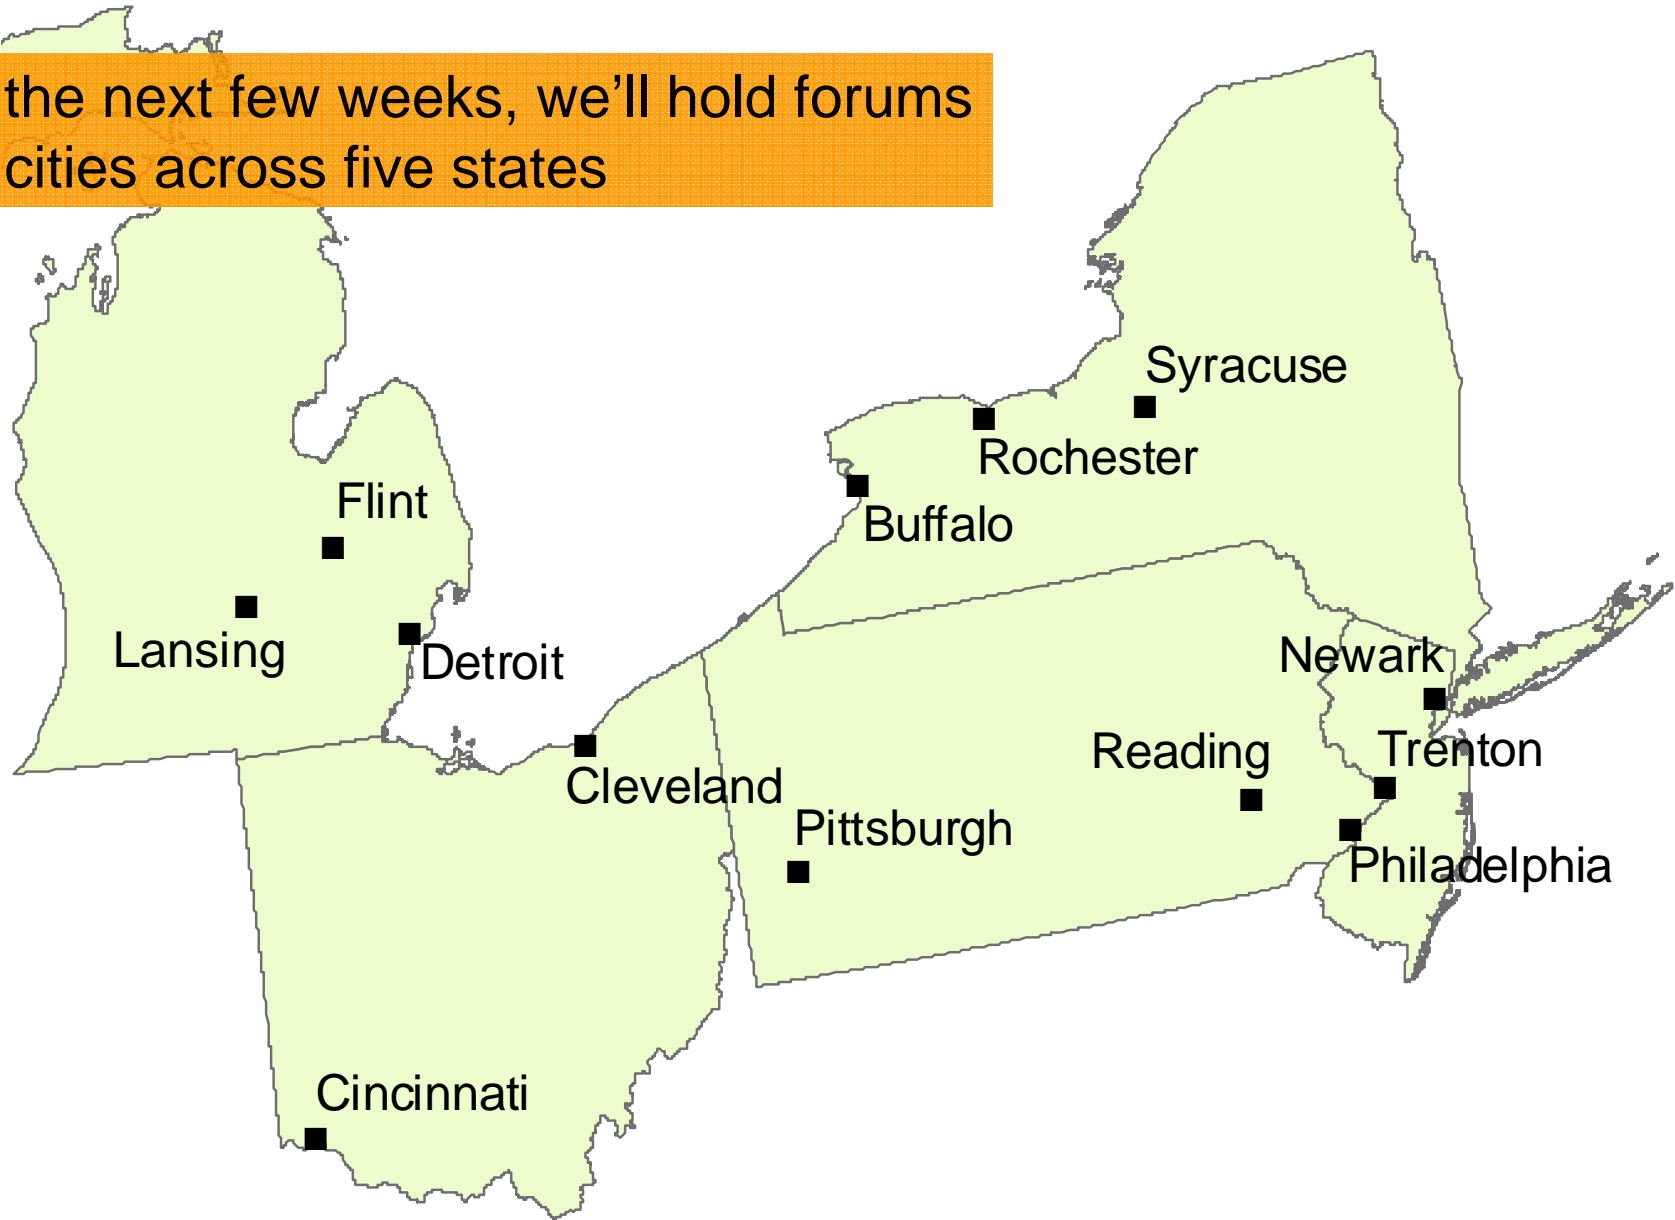 the next few weeks, we’ll hold forums
cities across five states
Syracuse
Rochester
Flint
Buffalo
Lansing
Detroit
Newark
Reading
Trenton
Cleveland
Pittsburgh
Philadelphia
Cincinnati